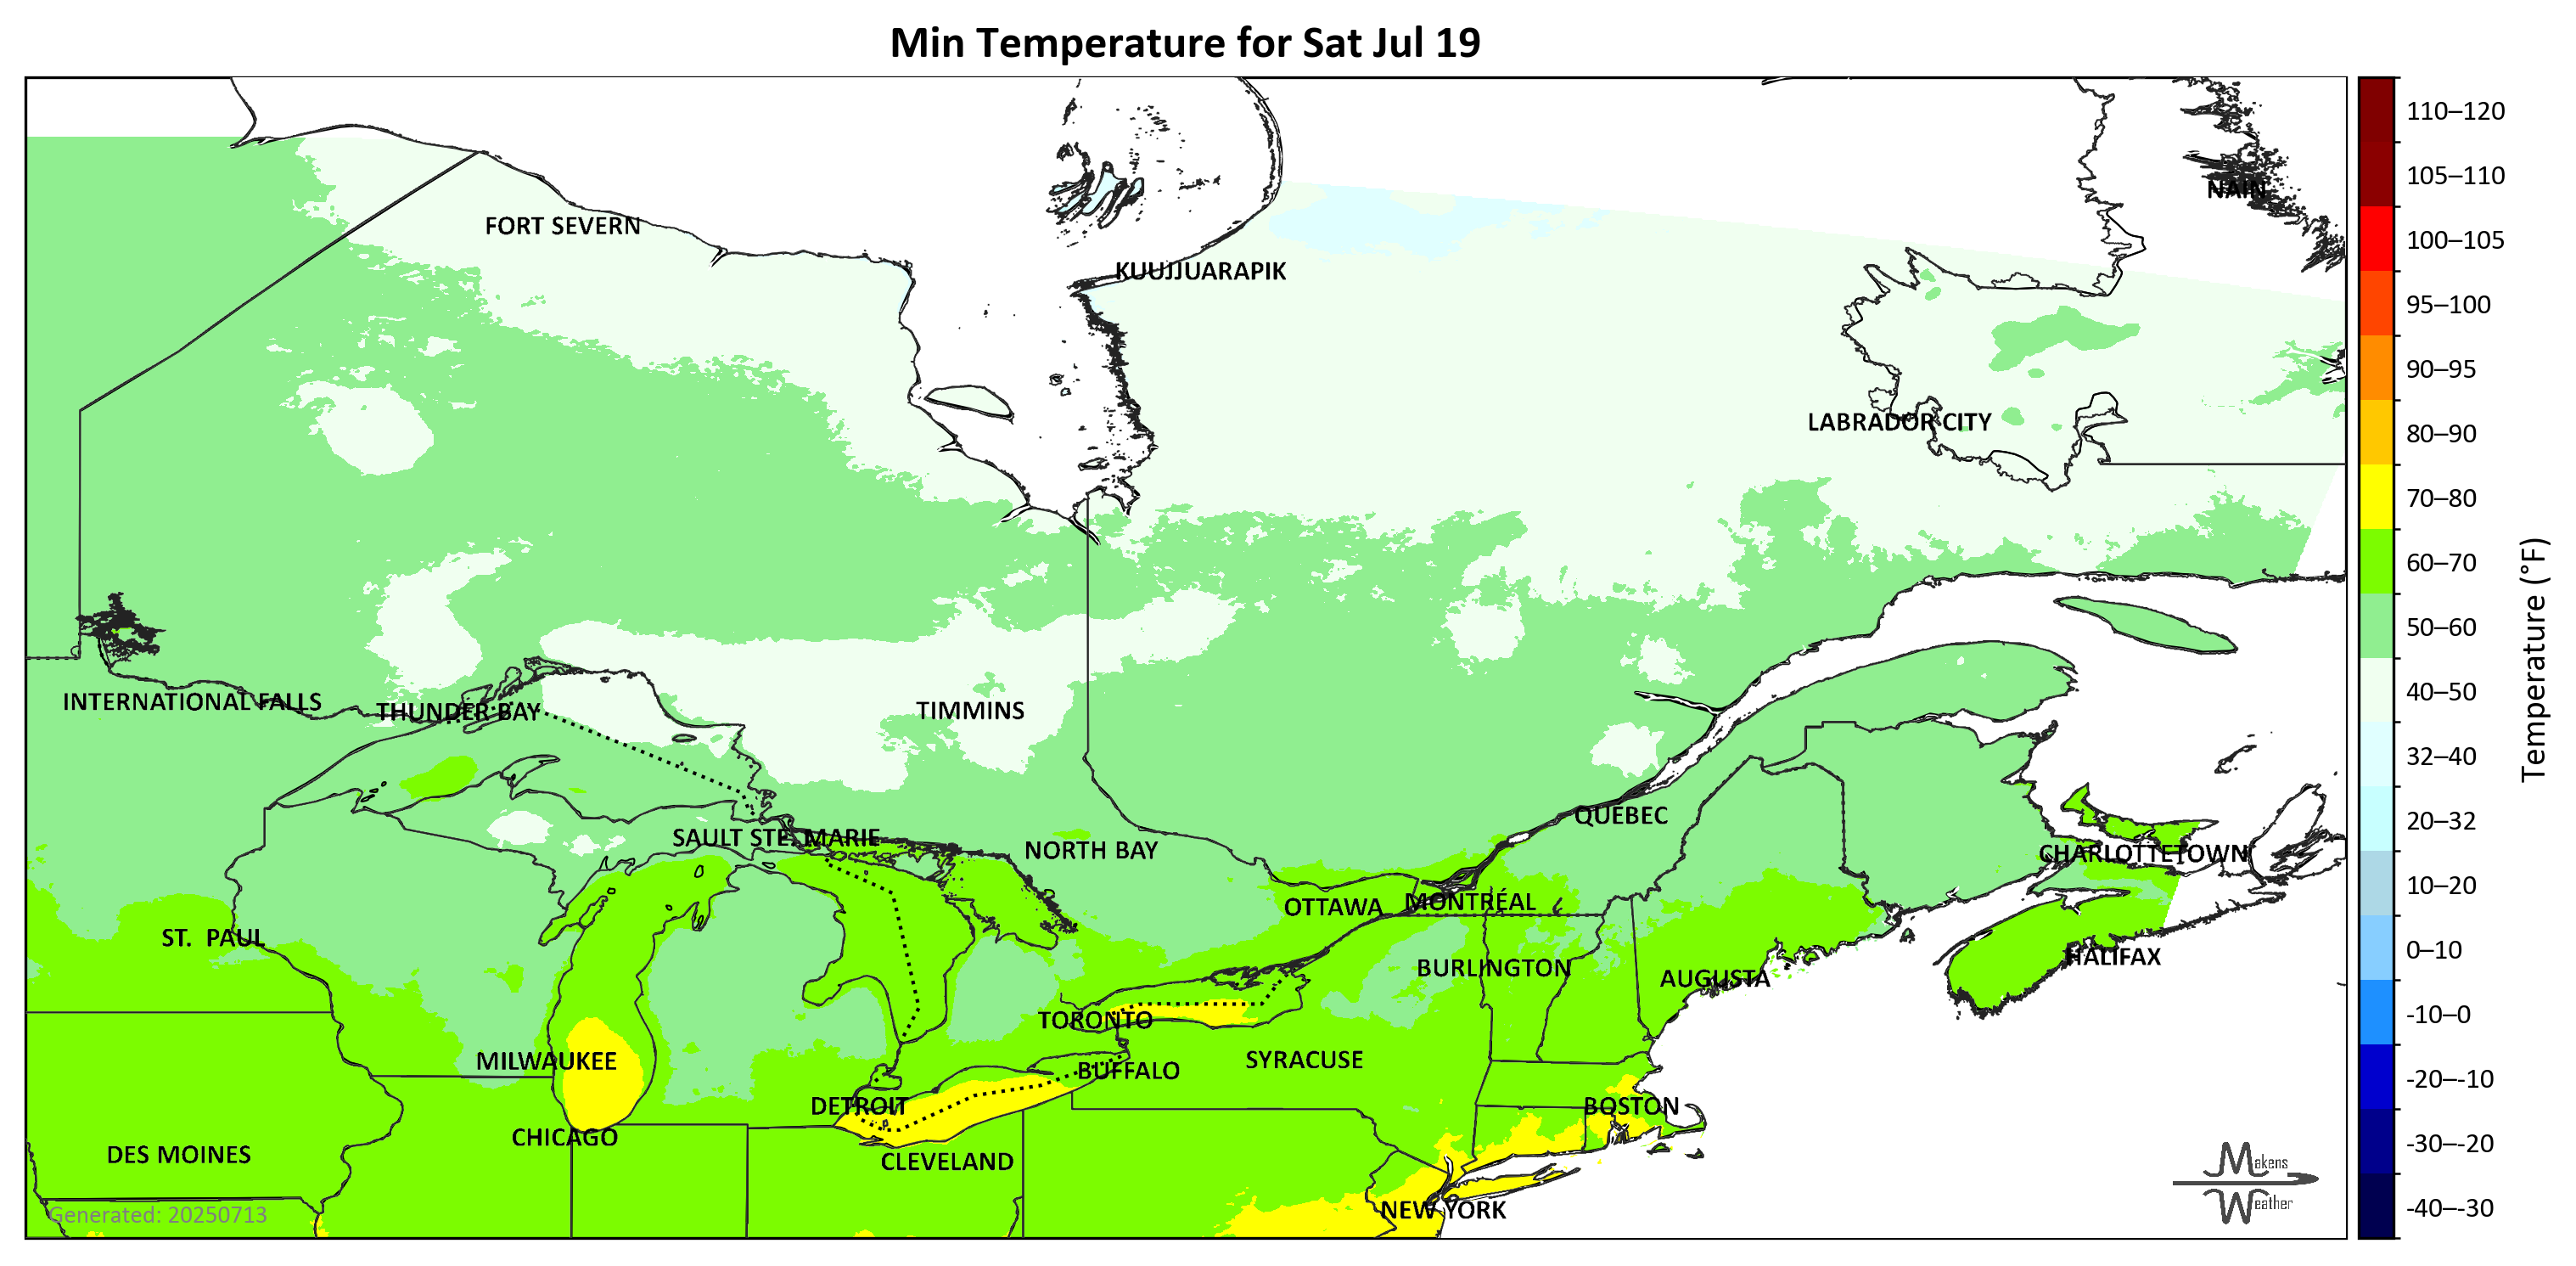 Min Temperature for Sat Jul 19
110–120
105–110
NAIN
FORT SEVERN
100–105
KUUJJUARAPIK
95–100
90–95
LABRADOR CITY
80–90
70–80
60–70
Temperature (°F)
50–60
40–50
INTERNATIONAL FALLS
THUNDER BAY
TIMMINS
32–40
QUÉBEC
20–32
SAULT STE. MARIE
NORTH BAY
CHARLOTTETOWN
10–20
OTTAWA
MONTRÉAL
ST.  PAUL
0–10
HALIFAX
BURLINGTON
AUGUSTA
-10–0
TORONTO
MILWAUKEE
SYRACUSE
BUFFALO
-20–-10
DETROIT
BOSTON
CHICAGO
-30–-20
DES MOINES
CLEVELAND
Makens
Weather
NEW YORK
-40–-30
Generated: 20250713